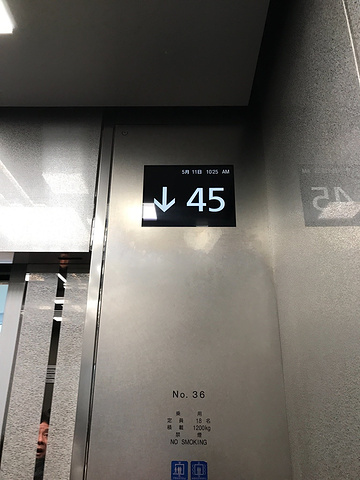 5月 11日 10:25 AM
↓ 45
No. 36
乗 用
定 員 18 名
積 載 1200kg
禁 煙
NO SMOKING